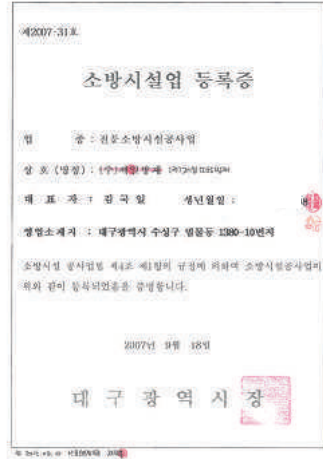 제2007-31호
소방시설업 등록증
업 종 : 전문소방시설공사업
상 호 (명칭) : (주)
대 표 자 : 김국일 생년월일 :
영업소재지 : 대구광역시 수성구 범물동 1380-10번지
소방시설 공사업법 제4조 제1항의 규정에 의하여 소방시설공사업이
위와 같이 등록되었음을 증명합니다.
2007년 9월 18일
대구광역시장